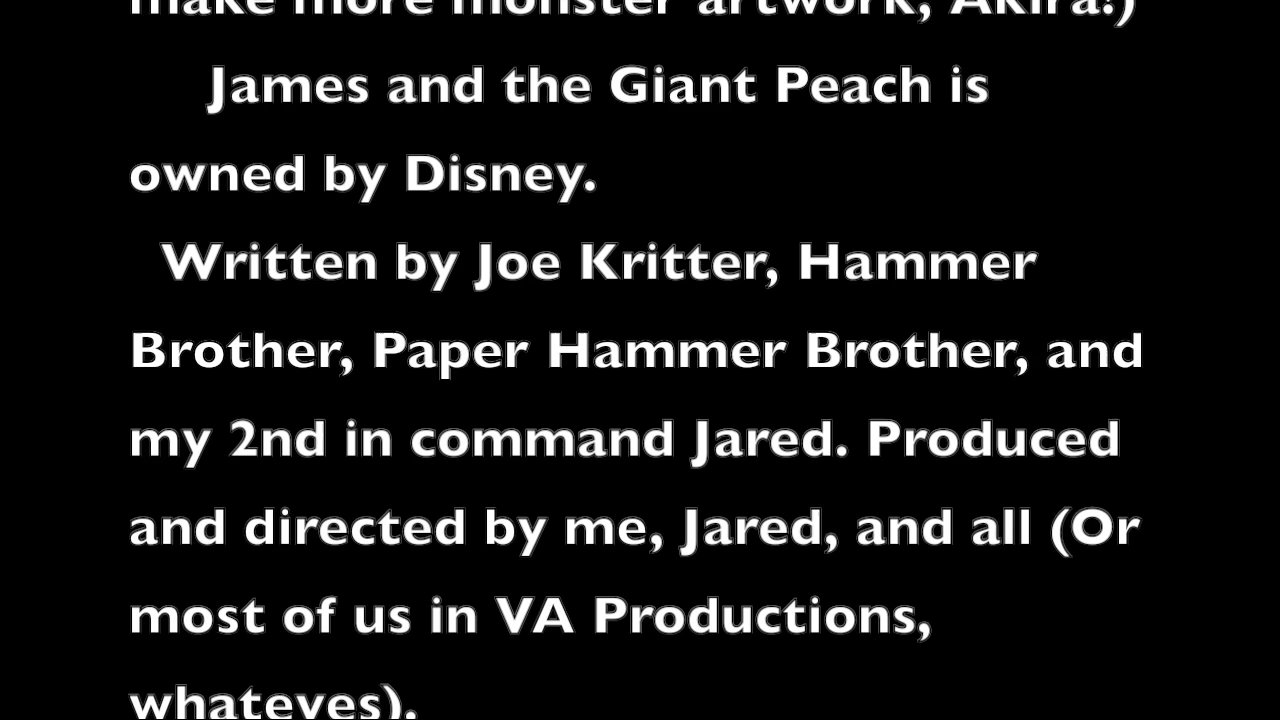 make more monster artwork, Akira!)
James and the Giant Peach is
owned by Disney.
Written by Joe Kritter, Hammer
Brother, Paper Hammer Brother, and
my 2nd in command Jared. Produced
and directed by me, Jared, and all (Or
most of us in VA Productions,
whateves).